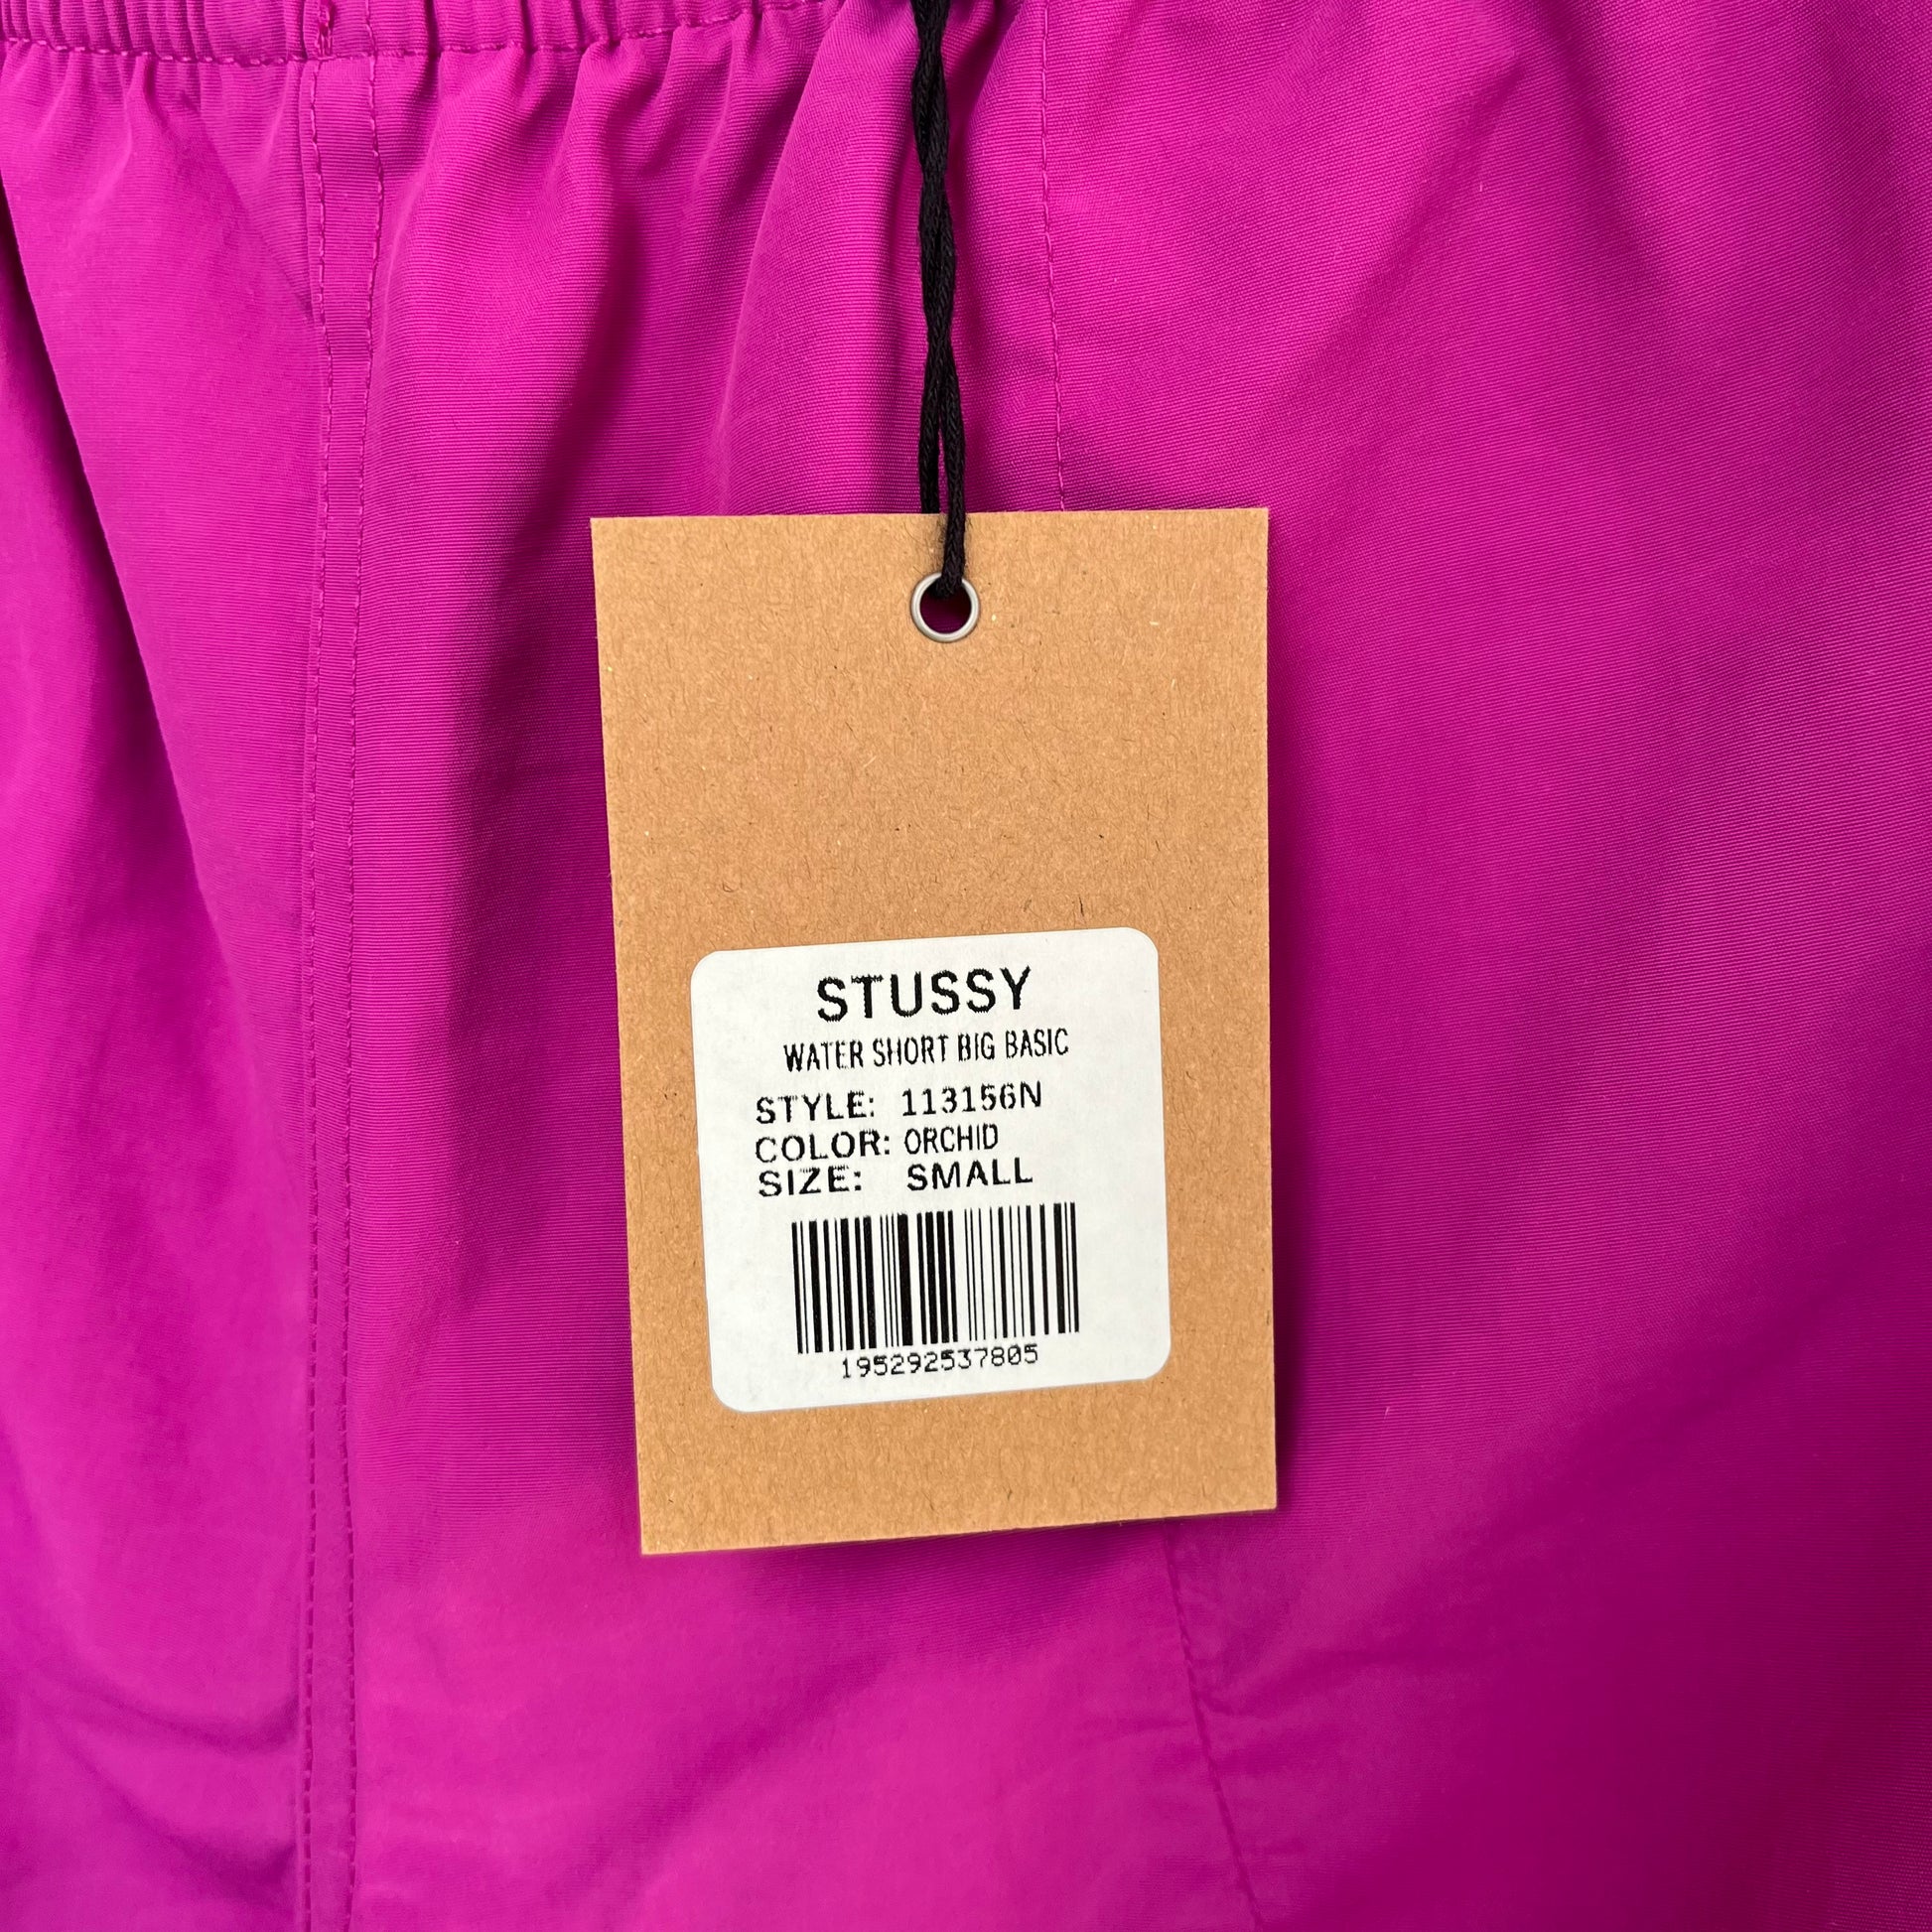 STUSSY
WATER SHORT BIG BASIC
STYLE: 113156N
COLOR: ORCHID
SIZE: SMALL
195292537805